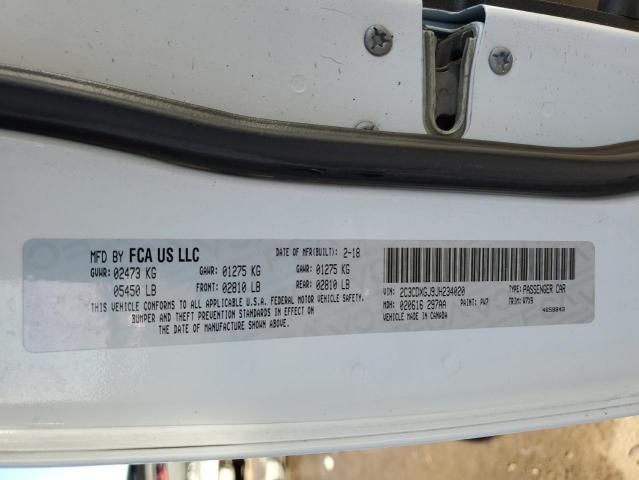 MFD BY FCA US LLC DATE OF MFR(BUILT): 2-18
GVWR: 02473 KG GAWR: 01275 KG GAWR: 01275 KG
05450 LB FRONT: 02810 LB REAR: 02810 LB
THIS VEHICLE CONFORMS TO ALL APPLICABLE U.S.A. FEDERAL MOTOR VEHICLE SAFETY,
BUMPER AND THEFT PREVENTION STANDARDS IN EFFECT ON
THE DATE OF MANUFACTURE SHOWN ABOVE.
VIN: 2C3CDXGJ9JH234020 TYPE: PASSENGER CAR
MDH: 020616 297AA PAINT: PW7 TRIM: H7X9
VEHICLE MADE IN CANADA